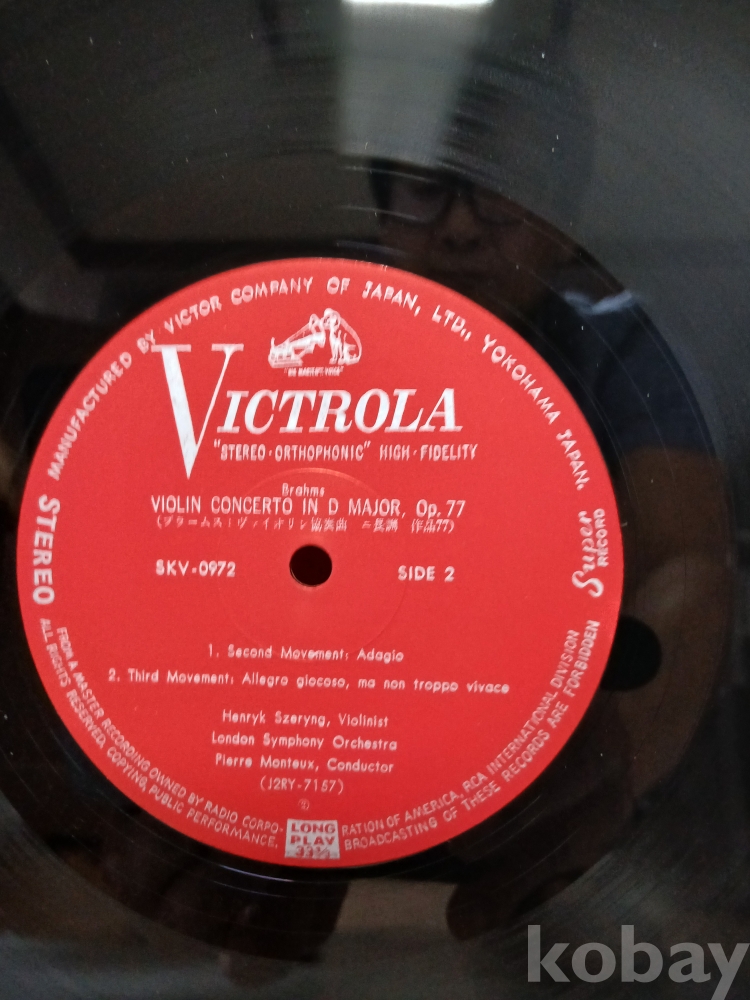 MANUFACTURED BY VICTOR COMPANY OF JAPAN, LTD., YOKOHAMA JAPAN.
"HIS MASTER'S VOICE"
VICTROLA
"STEREO-ORTHOPHONIC" HIGH-FIDELITY
Brahms
VIOLIN CONCERTO IN D MAJOR, Op. 77
(ブラームス:ヴァイオリン協奏曲 ニ長調 作品77)
SKV-0972
SIDE 2
STEREO
Super
RECORD
1. Second Movement: Adagio
2. Third Movement: Allegro giocoso, ma non troppo vivace
Henryk Szeryng, Violinist
London Symphony Orchestra
Pierre Monteux, Conductor
(J2RY-7157)
FROM A MASTER RECORDING OWNED BY RADIO CORPORATION OF AMERICA, RCA INTERNATIONAL DIVISION
ALL RIGHTS RESERVED, COPYING, PUBLIC PERFORMANCE, BROADCASTING OF THESE RECORDS ARE FORBIDDEN
LONG
PLAY
33⅓
kobay